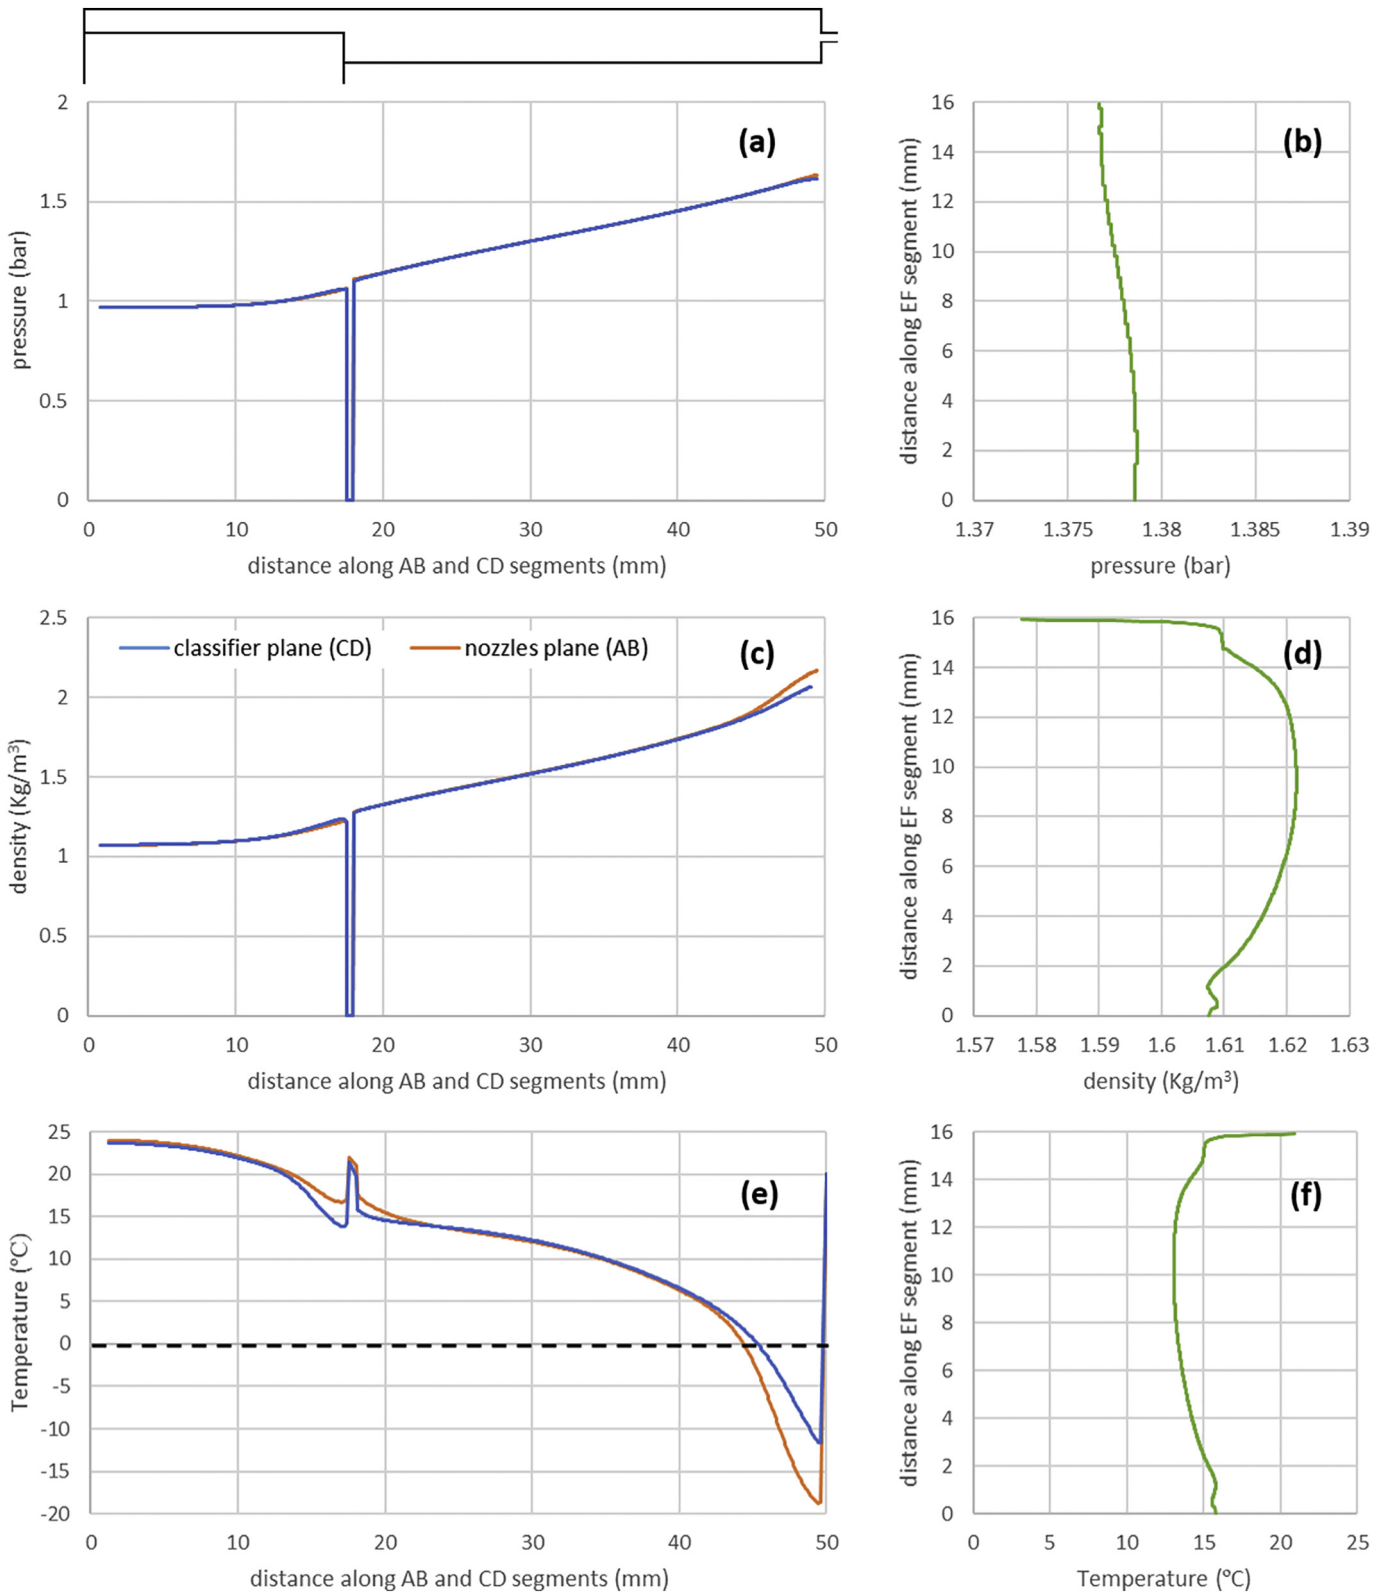 2
1.5
1
0.5
0
pressure (bar)
(a)
0 10 20 30 40 50
distance along AB and CD segments (mm)
16
14
12
10
8
6
4
2
0
distance along EF segment (mm)
(b)
1.37 1.375 1.38 1.385 1.39
pressure (bar)
2.5
2
1.5
1
0.5
0
density (Kg/m³)
classifier plane (CD) nozzles plane (AB)
(c)
0 10 20 30 40 50
distance along AB and CD segments (mm)
16
14
12
10
8
6
4
2
0
distance along EF segment (mm)
(d)
1.57 1.58 1.59 1.6 1.61 1.62 1.63
density (Kg/m³)
25
20
15
10
5
0
-5
-10
-15
-20
Temperature (°C)
(e)
0 10 20 30 40 50
distance along AB and CD segments (mm)
16
14
12
10
8
6
4
2
0
distance along EF segment (mm)
(f)
0 5 10 15 20 25
Temperature (°C)